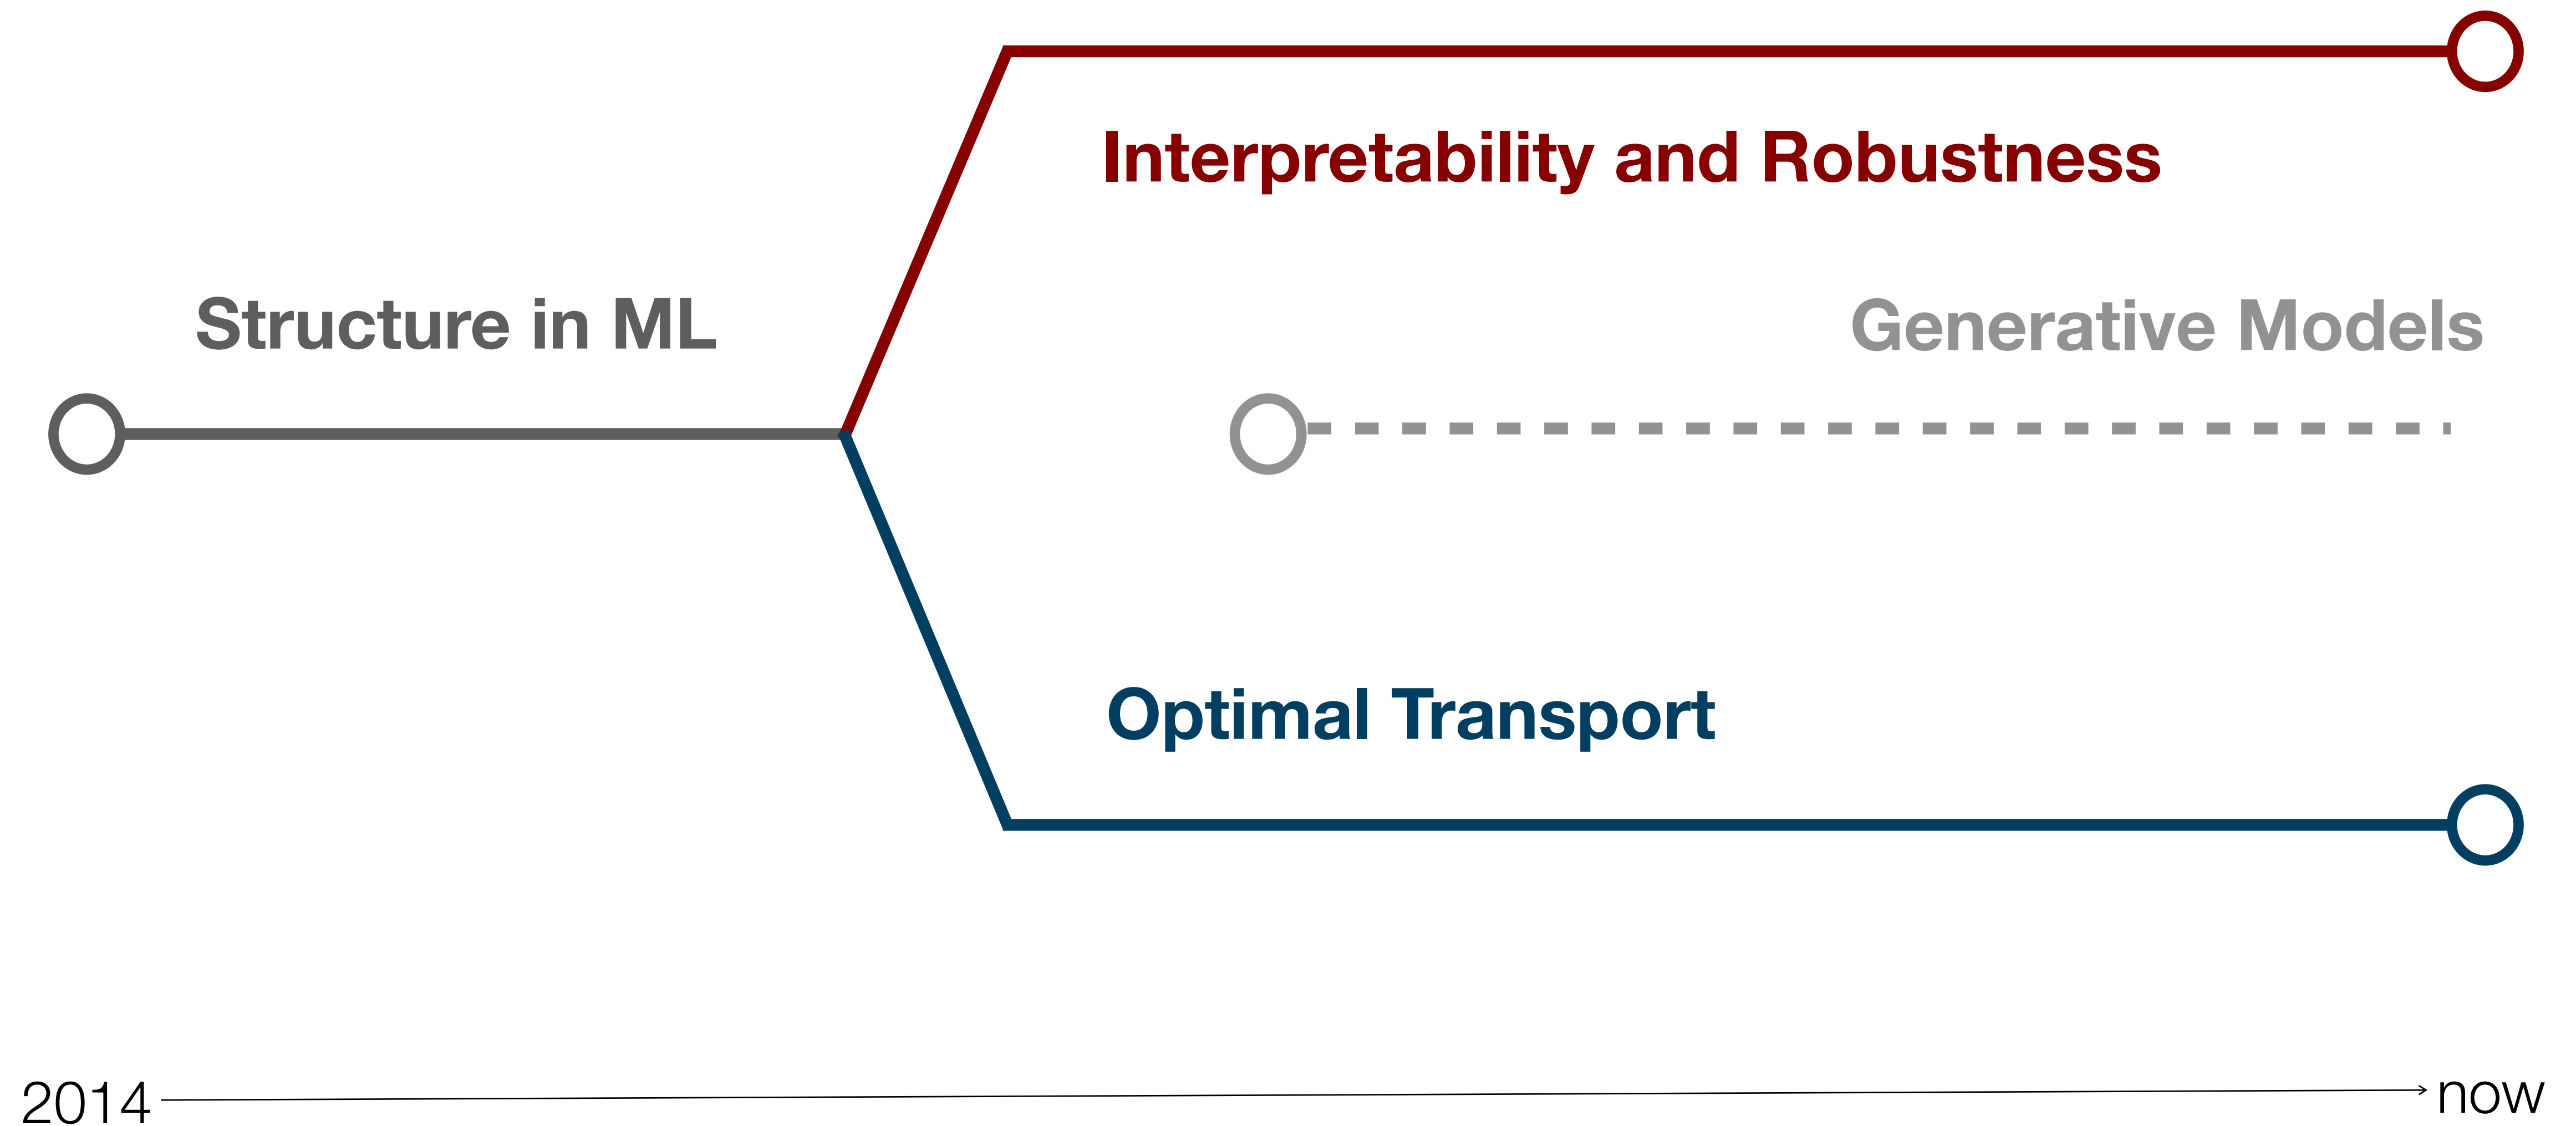 Interpretability and Robustness
Structure in ML
Generative Models
Optimal Transport
2014
now